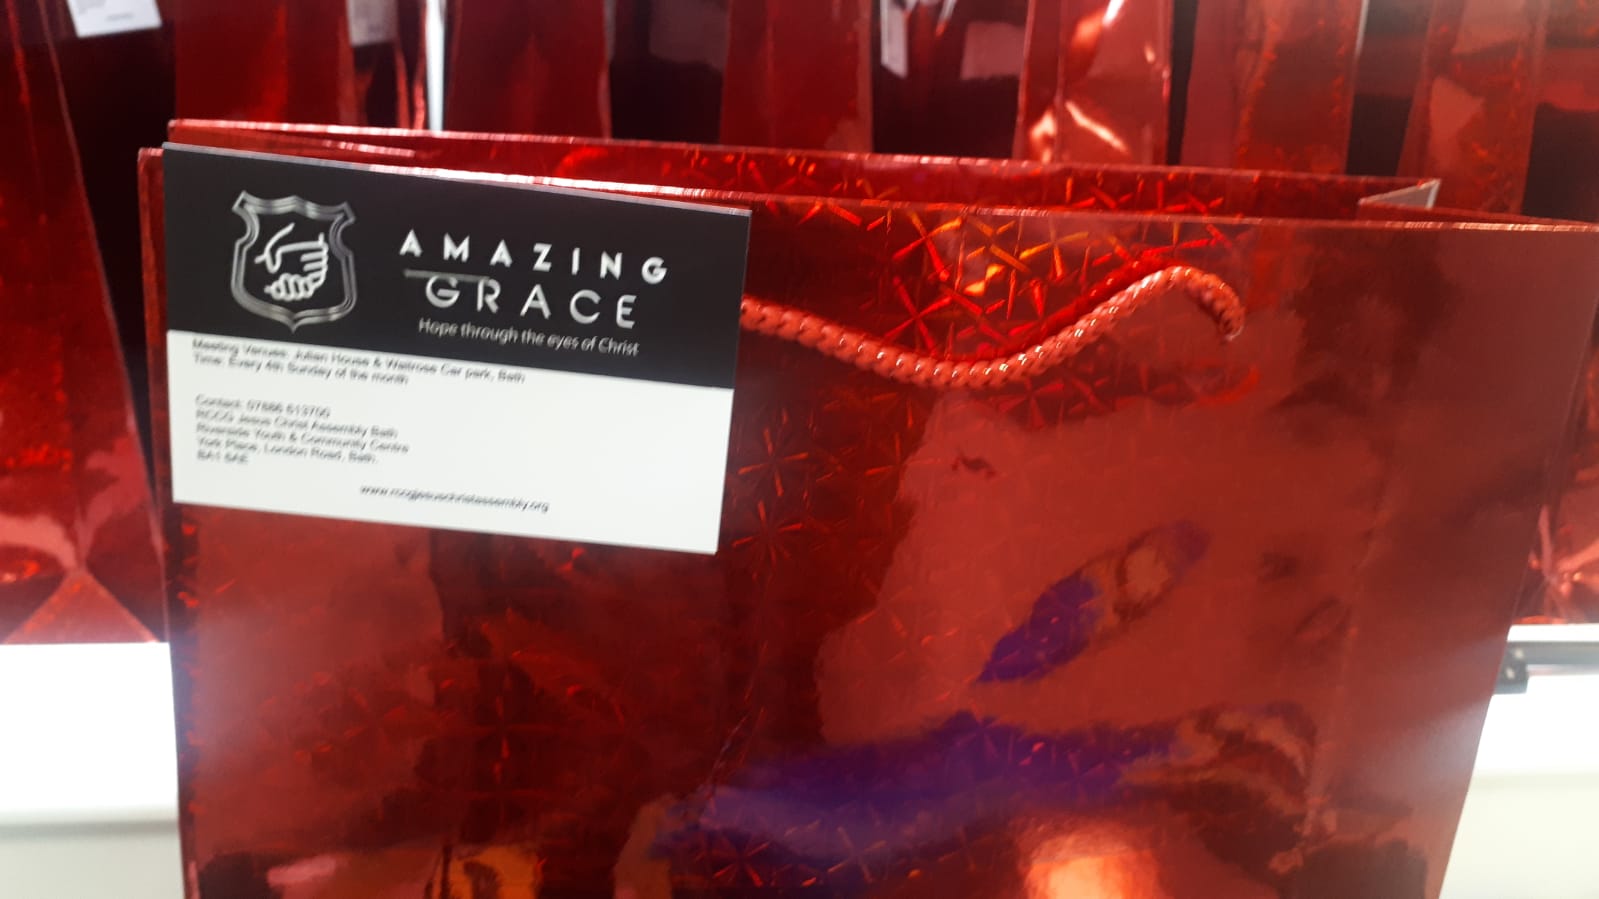 AMAZING
GRACE
Hope through the eyes of Christ
Meeting Venues: Julian House & Waitrose Car park, Bath
Time: Every 4th Sunday of the month
Contact: 07886 613700
RCCG Jesus Christ Assembly Bath
Riverside Youth & Community Centre
York Place, London Road, Bath.
BA1 6AE
www.rccgjesuschristassembly.org